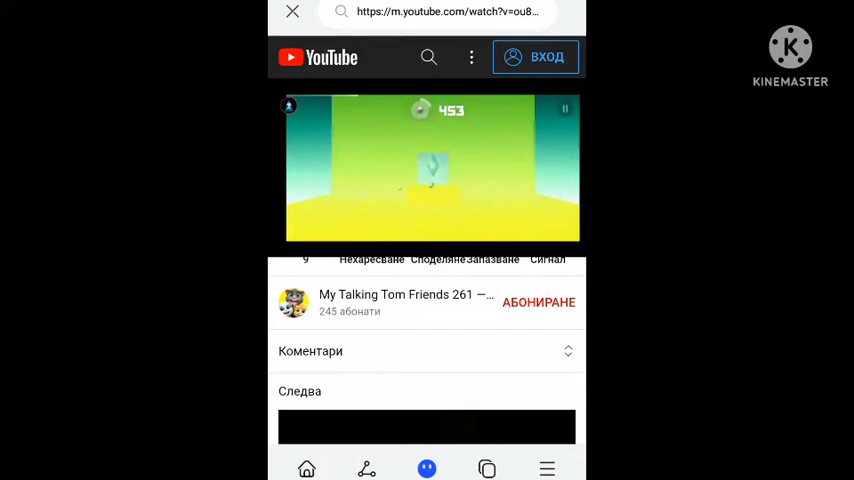 https://m.youtube.com/watch?v=ou8...
YouTube
ВХОД
K
KINEMASTER
453
9 Нехаресване Споделяне Запазване Сигнал
My Talking Tom Friends 261 —...
АБОНИРАНЕ
245 абонати
Коментари
Следва